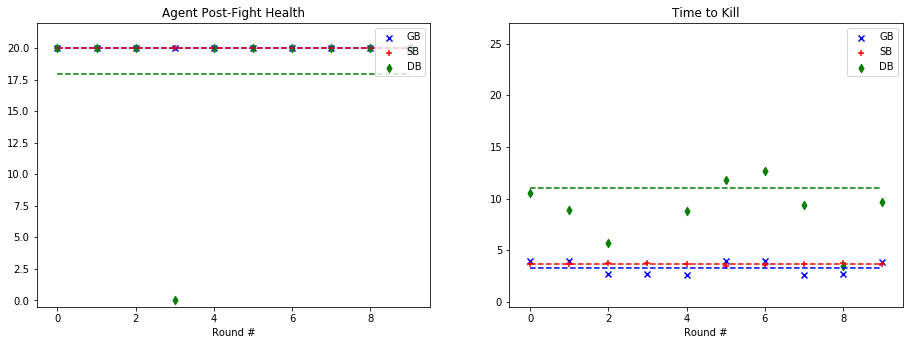 Agent Post-Fight Health
20.0
17.5
15.0
12.5
10.0
7.5
5.0
2.5
0.0
0 2 4 6 8
Round #
GB
SB
DB
Time to Kill
25
20
15
10
5
0
0 2 4 6 8
Round #
GB
SB
DB